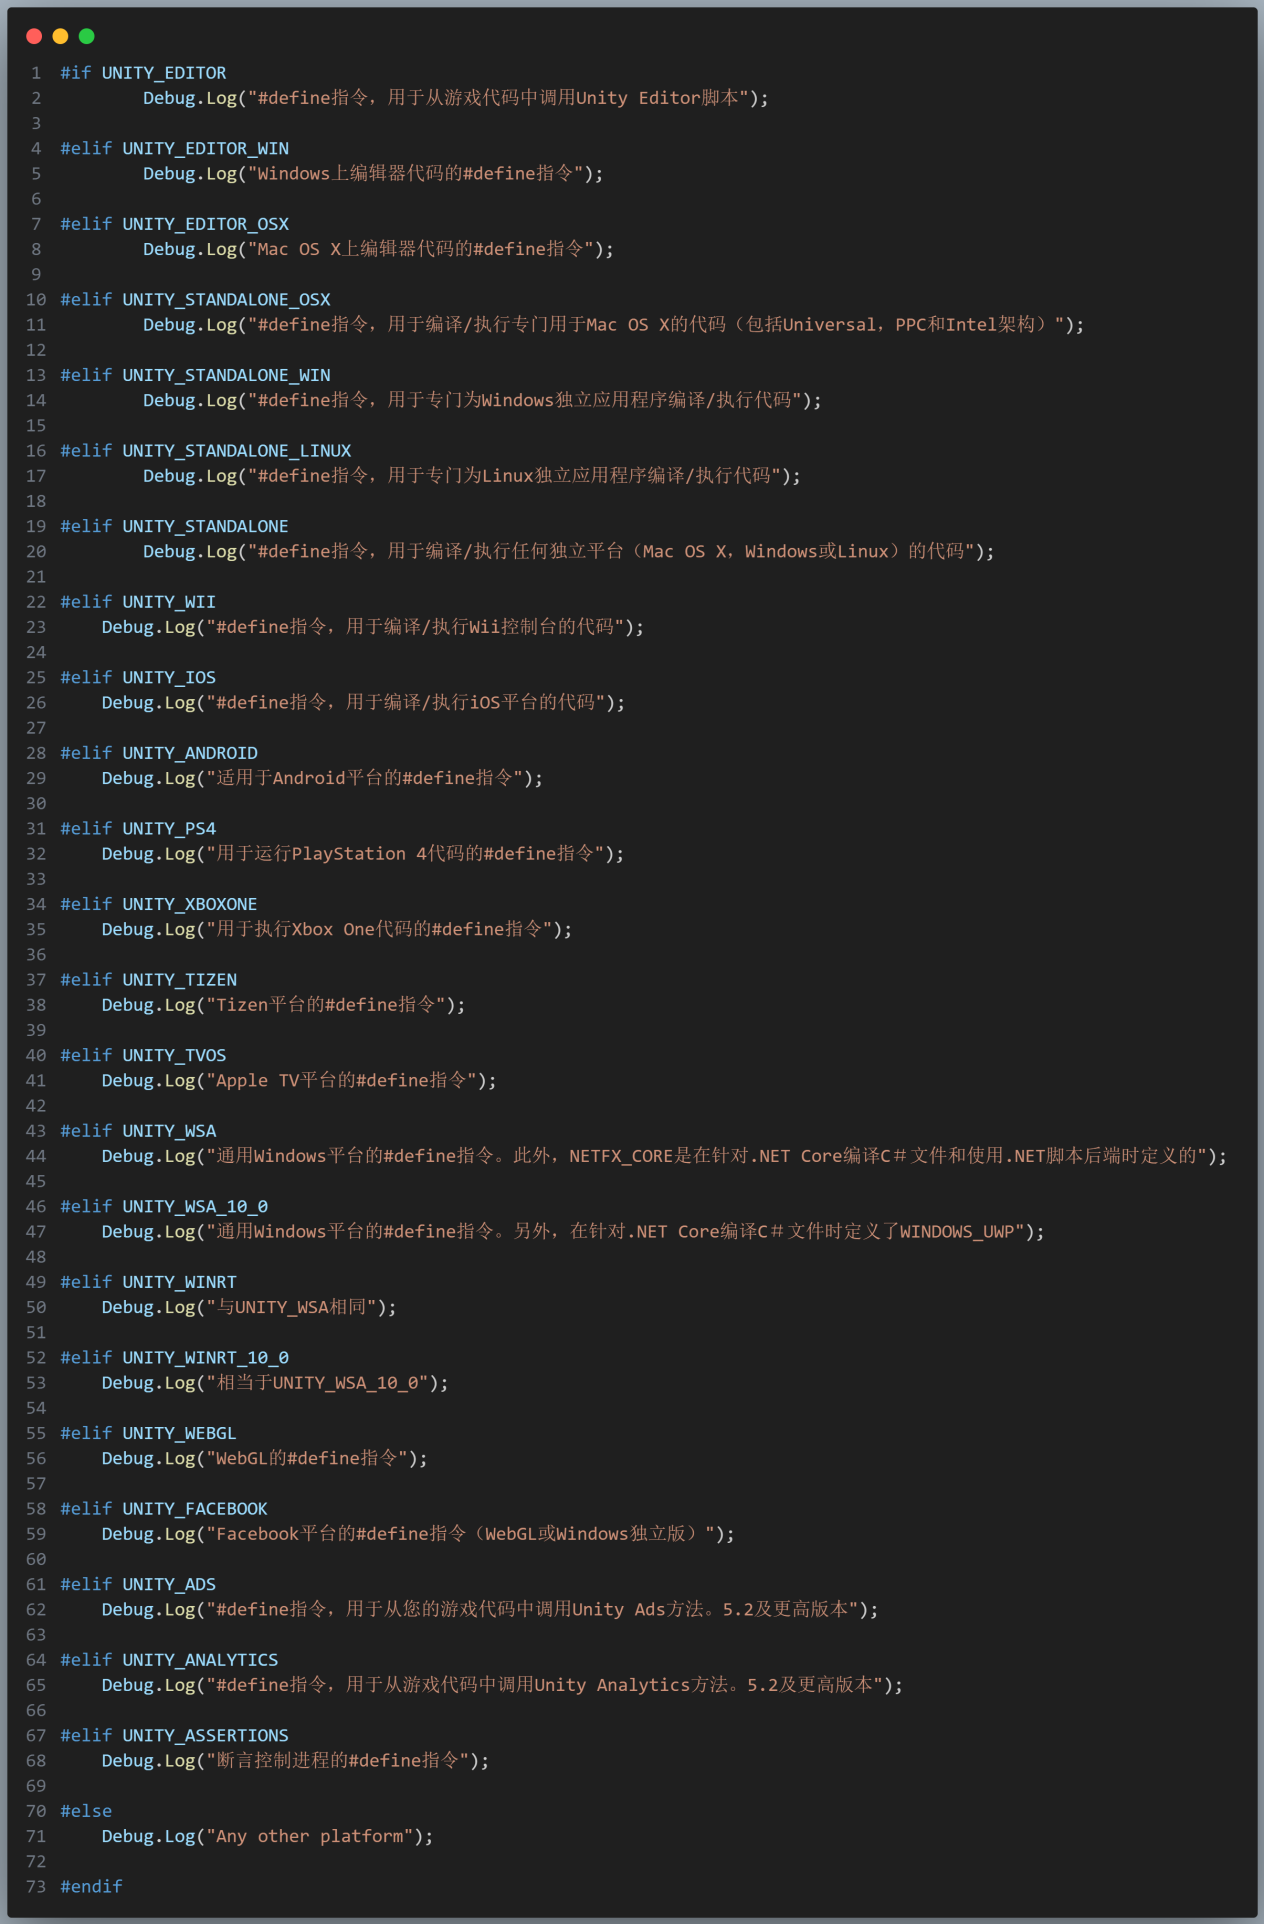 1 #if UNITY_EDITOR
2 Debug.Log("#define指令，用于从游戏代码中调用Unity Editor脚本");
3
4 #elif UNITY_EDITOR_WIN
5 Debug.Log("Windows上编辑器代码的#define指令");
6
7 #elif UNITY_EDITOR_OSX
8 Debug.Log("Mac OS X上编辑器代码的#define指令");
9
10 #elif UNITY_STANDALONE_OSX
11 Debug.Log("#define指令，用于编译/执行专门用于Mac OS X的代码（包括Universal，PPC和Intel架构）");
12
13 #elif UNITY_STANDALONE_WIN
14 Debug.Log("#define指令，用于专门为Windows独立应用程序编译/执行代码");
15
16 #elif UNITY_STANDALONE_LINUX
17 Debug.Log("#define指令，用于专门为Linux独立应用程序编译/执行代码");
18
19 #elif UNITY_STANDALONE
20 Debug.Log("#define指令，用于编译/执行任何独立平台（Mac OS X，Windows或Linux）的代码");
21
22 #elif UNITY_WII
23 Debug.Log("#define指令，用于编译/执行Wii控制台的代码");
24
25 #elif UNITY_IOS
26 Debug.Log("#define指令，用于编译/执行iOS平台的代码");
27
28 #elif UNITY_ANDROID
29 Debug.Log("适用于Android平台的#define指令");
30
31 #elif UNITY_PS4
32 Debug.Log("用于运行PlayStation 4代码的#define指令");
33
34 #elif UNITY_XBOXONE
35 Debug.Log("用于执行Xbox One代码的#define指令");
36
37 #elif UNITY_TIZEN
38 Debug.Log("Tizen平台的#define指令");
39
40 #elif UNITY_TVOS
41 Debug.Log("Apple TV平台的#define指令");
42
43 #elif UNITY_WSA
44 Debug.Log("通用Windows平台的#define指令。此外，NETFX_CORE是在针对.NET Core编译C＃文件和使用.NET脚本后端时定义的");
45
46 #elif UNITY_WSA_10_0
47 Debug.Log("通用Windows平台的#define指令。另外，在针对.NET Core编译C＃文件时定义了WINDOWS_UWP");
48
49 #elif UNITY_WINRT
50 Debug.Log("与UNITY_WSA相同");
51
52 #elif UNITY_WINRT_10_0
53 Debug.Log("相当于UNITY_WSA_10_0");
54
55 #elif UNITY_WEBGL
56 Debug.Log("WebGL的#define指令");
57
58 #elif UNITY_FACEBOOK
59 Debug.Log("Facebook平台的#define指令（WebGL或Windows独立版）");
60
61 #elif UNITY_ADS
62 Debug.Log("#define指令，用于从您的游戏代码中调用Unity Ads方法。5.2及更高版本");
63
64 #elif UNITY_ANALYTICS
65 Debug.Log("#define指令，用于从游戏代码中调用Unity Analytics方法。5.2及更高版本");
66
67 #elif UNITY_ASSERTIONS
68 Debug.Log("断言控制进程的#define指令");
69
70 #else
71 Debug.Log("Any other platform");
72
73 #endif